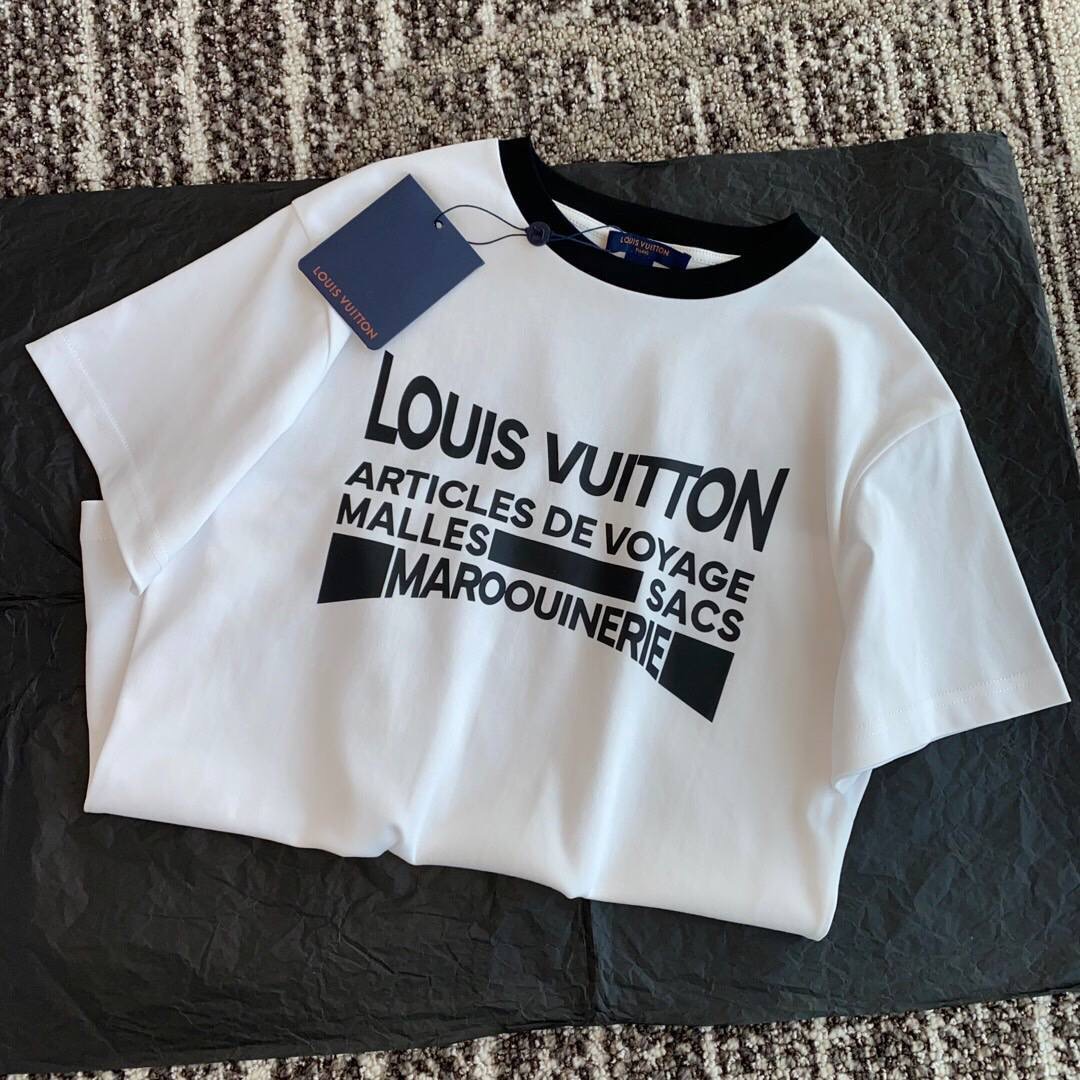 LOUIS VUITTON
LOUIS VUITTON
LOUIS VUITTON
ARTICLES DE VOYAGE
MALLES SACS
MAROOUINERIE